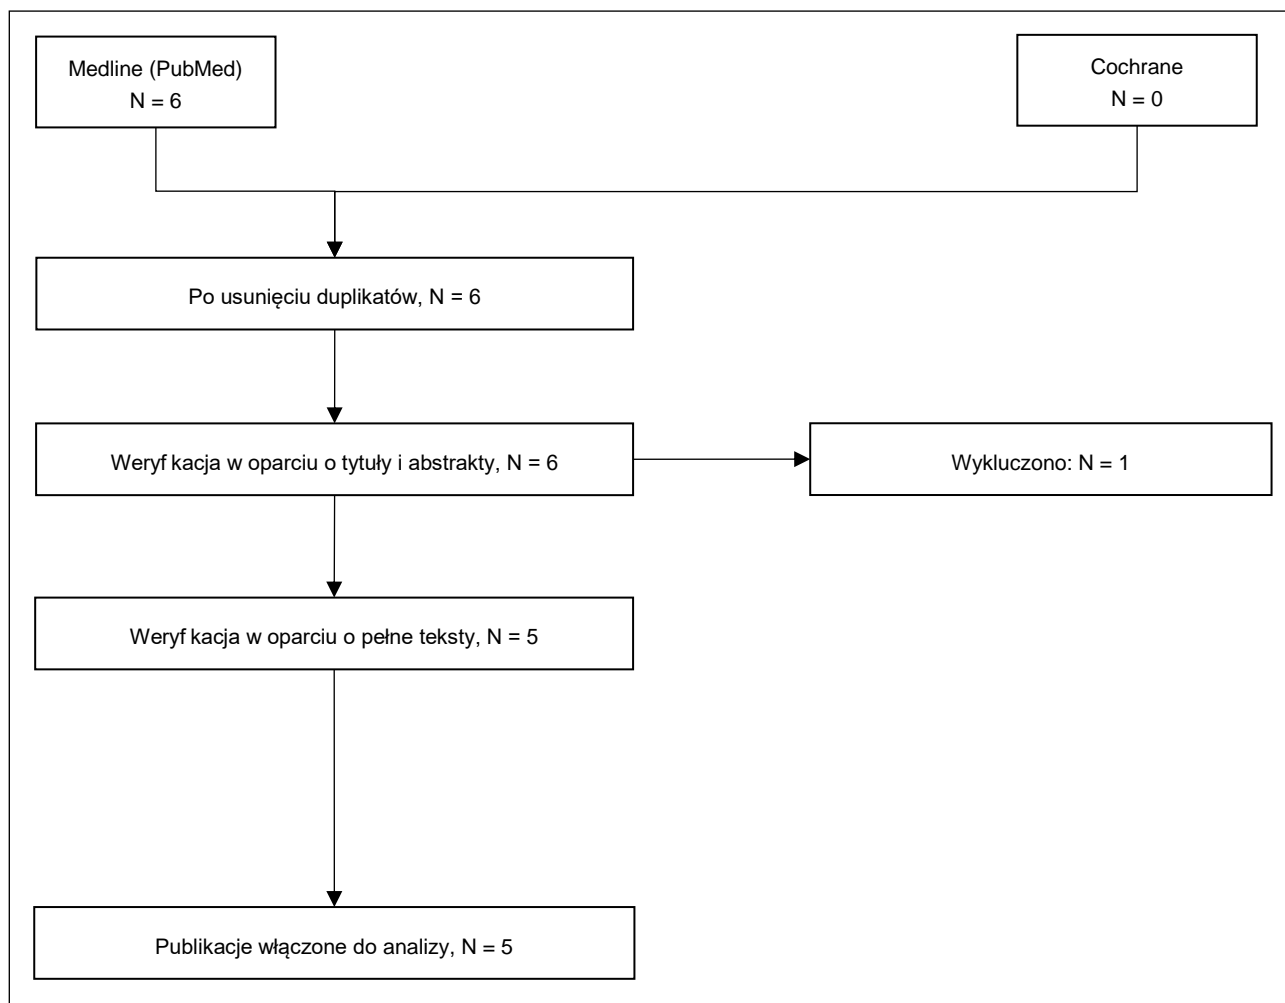 Medline (PubMed)
N = 6
Cochrane
N = 0
Po usunięciu duplikatów, N = 6
Weryf kacja w oparciu o tytuły i abstrakty, N = 6
Wykluczono: N = 1
Weryf kacja w oparciu o pełne teksty, N = 5
Publikacje włączone do analizy, N = 5